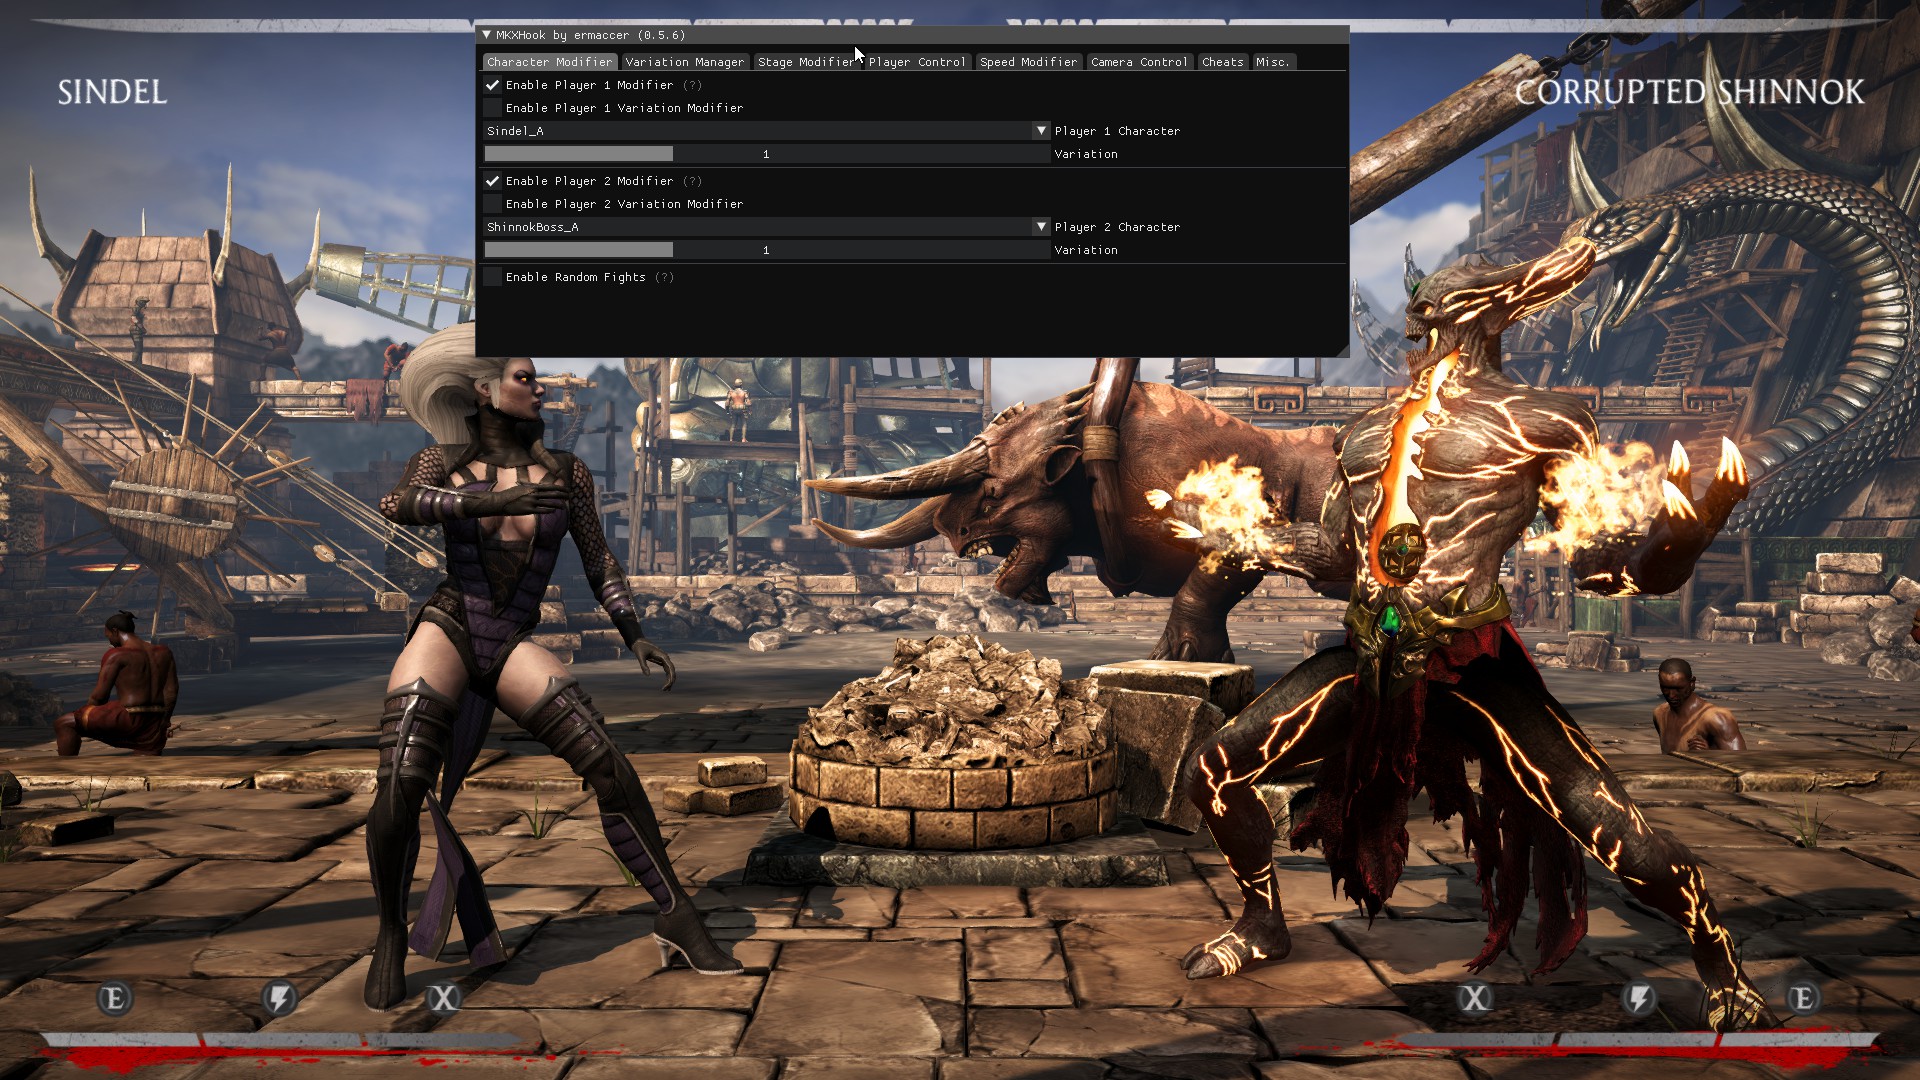 MKXHook by ermaccer (0.5.6)
Character Modifier Variation Manager Stage Modifier Player Control Speed Modifier Camera Control Cheats Misc.
Enable Player 1 Modifier (?)
Enable Player 1 Variation Modifier
Sindel_A Player 1 Character
1 Variation
Enable Player 2 Modifier (?)
Enable Player 2 Variation Modifier
ShinnokBoss_A Player 2 Character
1 Variation
Enable Random Fights (?)
SINDEL
CORRUPTED SHINNOK
E X
X E